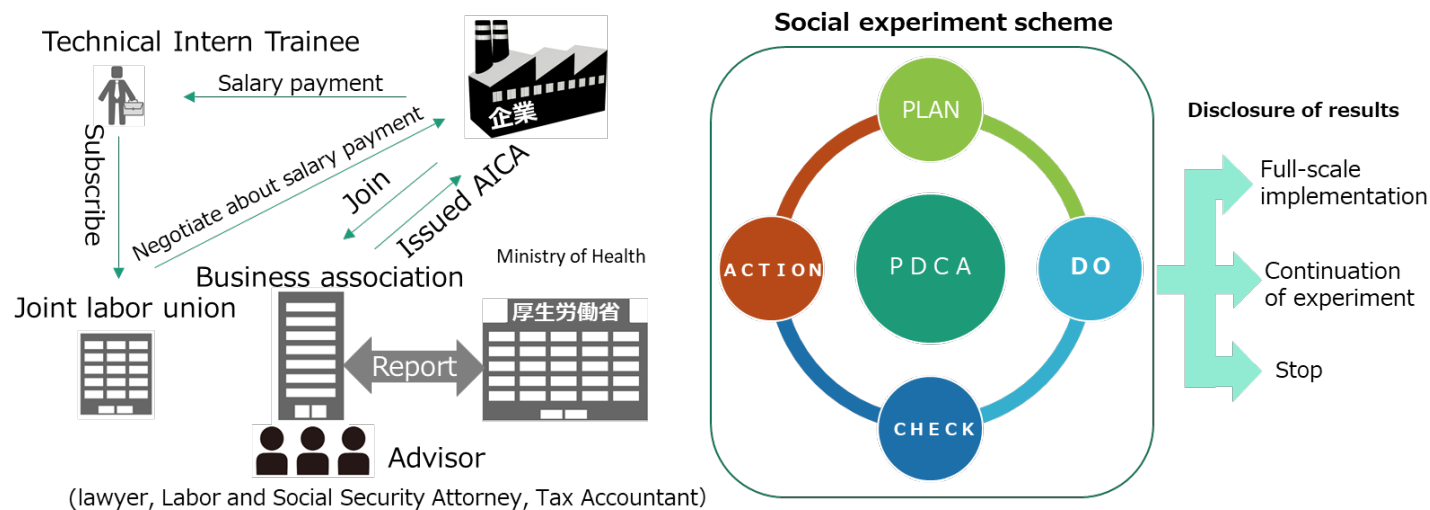 Technical Intern Trainee
Salary payment
企業
Subscribe
Negotiate about salary payment
Join
Issued AICA
Ministry of Health
Business association
Joint labor union
厚生労働省
Report
Advisor
(lawyer, Labor and Social Security Attorney, Tax Accountant)
Social experiment scheme
PLAN
ACTION
PDCA
DO
CHECK
Disclosure of results
Full-scale
implementation
Continuation
of experiment
Stop